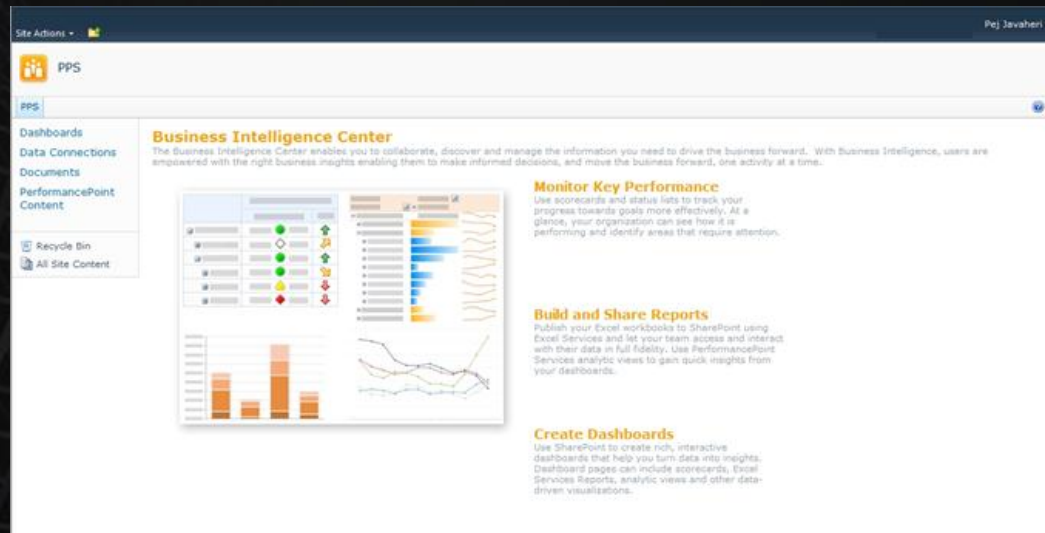 Pej Javaheri
Site Actions
PPS
PPS
Dashboards
Data Connections
Documents
PerformancePoint
Content
Recycle Bin
All Site Content
Business Intelligence Center
The Business Intelligence Center enables you to collaborate, discover and manage the information you need to drive the business forward. With Business Intelligence, users are
empowered with the right business insights enabling them to make informed decisions, and move the business forward, one activity at a time.
Monitor Key Performance
Use scorecards and status lists to track your
progress towards goals more effectively. At a
glance, your organization can see how it is
performing and identify areas that require attention.
Build and Share Reports
Publish your Excel workbooks to SharePoint using
Excel Services and let your team access and interact
with their data in full fidelity. Use PerformancePoint
Services analytic views to gain quick insights from
your dashboards.
Create Dashboards
Use SharePoint to create rich, interactive
dashboards that help you turn data into insights.
Dashboard pages can include scorecards, Excel
Services Reports, analytic views and other data-
driven visualizations.